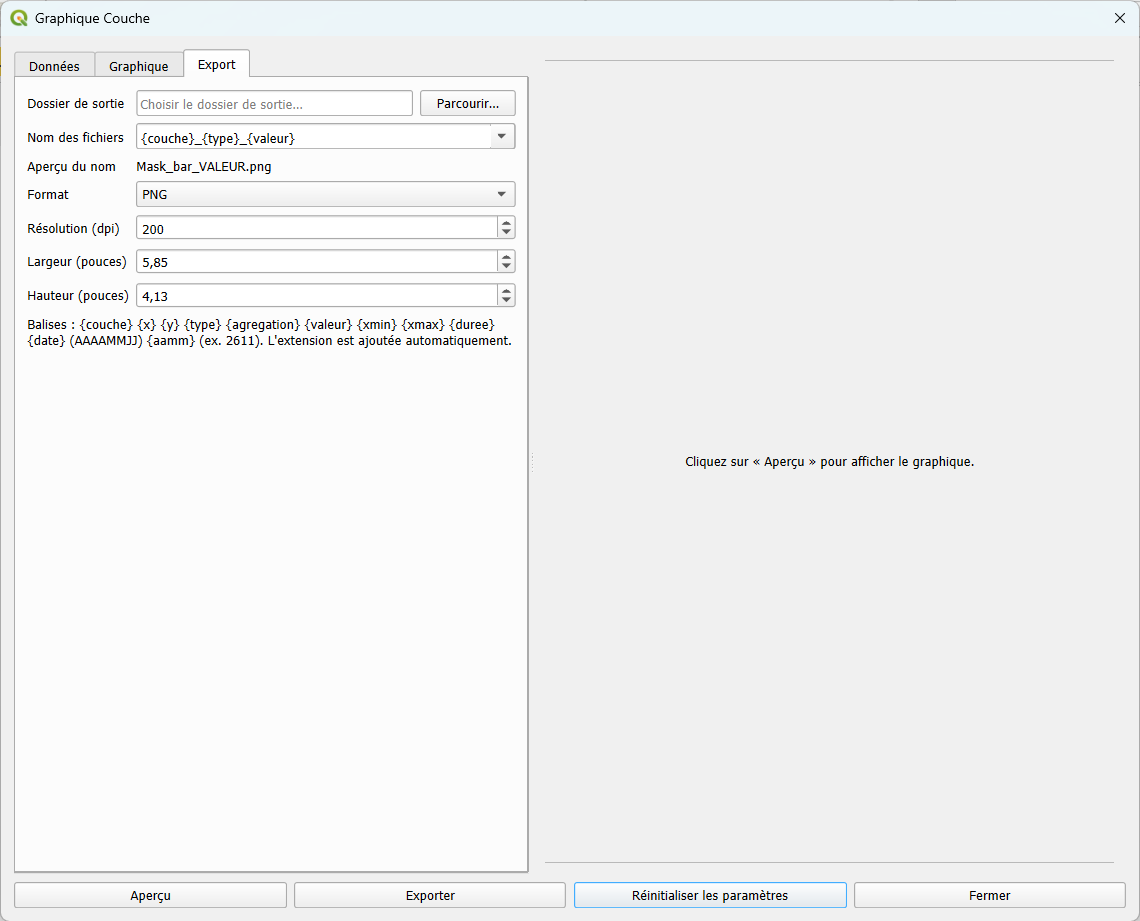 Graphique Couche
Données
Graphique
Export
Dossier de sortie
Choisir le dossier de sortie...
Parcourir...
Nom des fichiers
{couche}_{type}_{valeur}
Aperçu du nom
Mask_bar_VALEUR.png
Format
PNG
Résolution (dpi)
200
Largeur (pouces)
5,85
Hauteur (pouces)
4,13
Balises : {couche} {x} {y} {type} {agregation} {valeur} {xmin} {xmax} {duree}
{date} (AAAAMMJJ) {aamm} (ex. 2611). L'extension est ajoutée automatiquement.
Cliquez sur « Aperçu » pour afficher le graphique.
Aperçu
Exporter
Réinitialiser les paramètres
Fermer